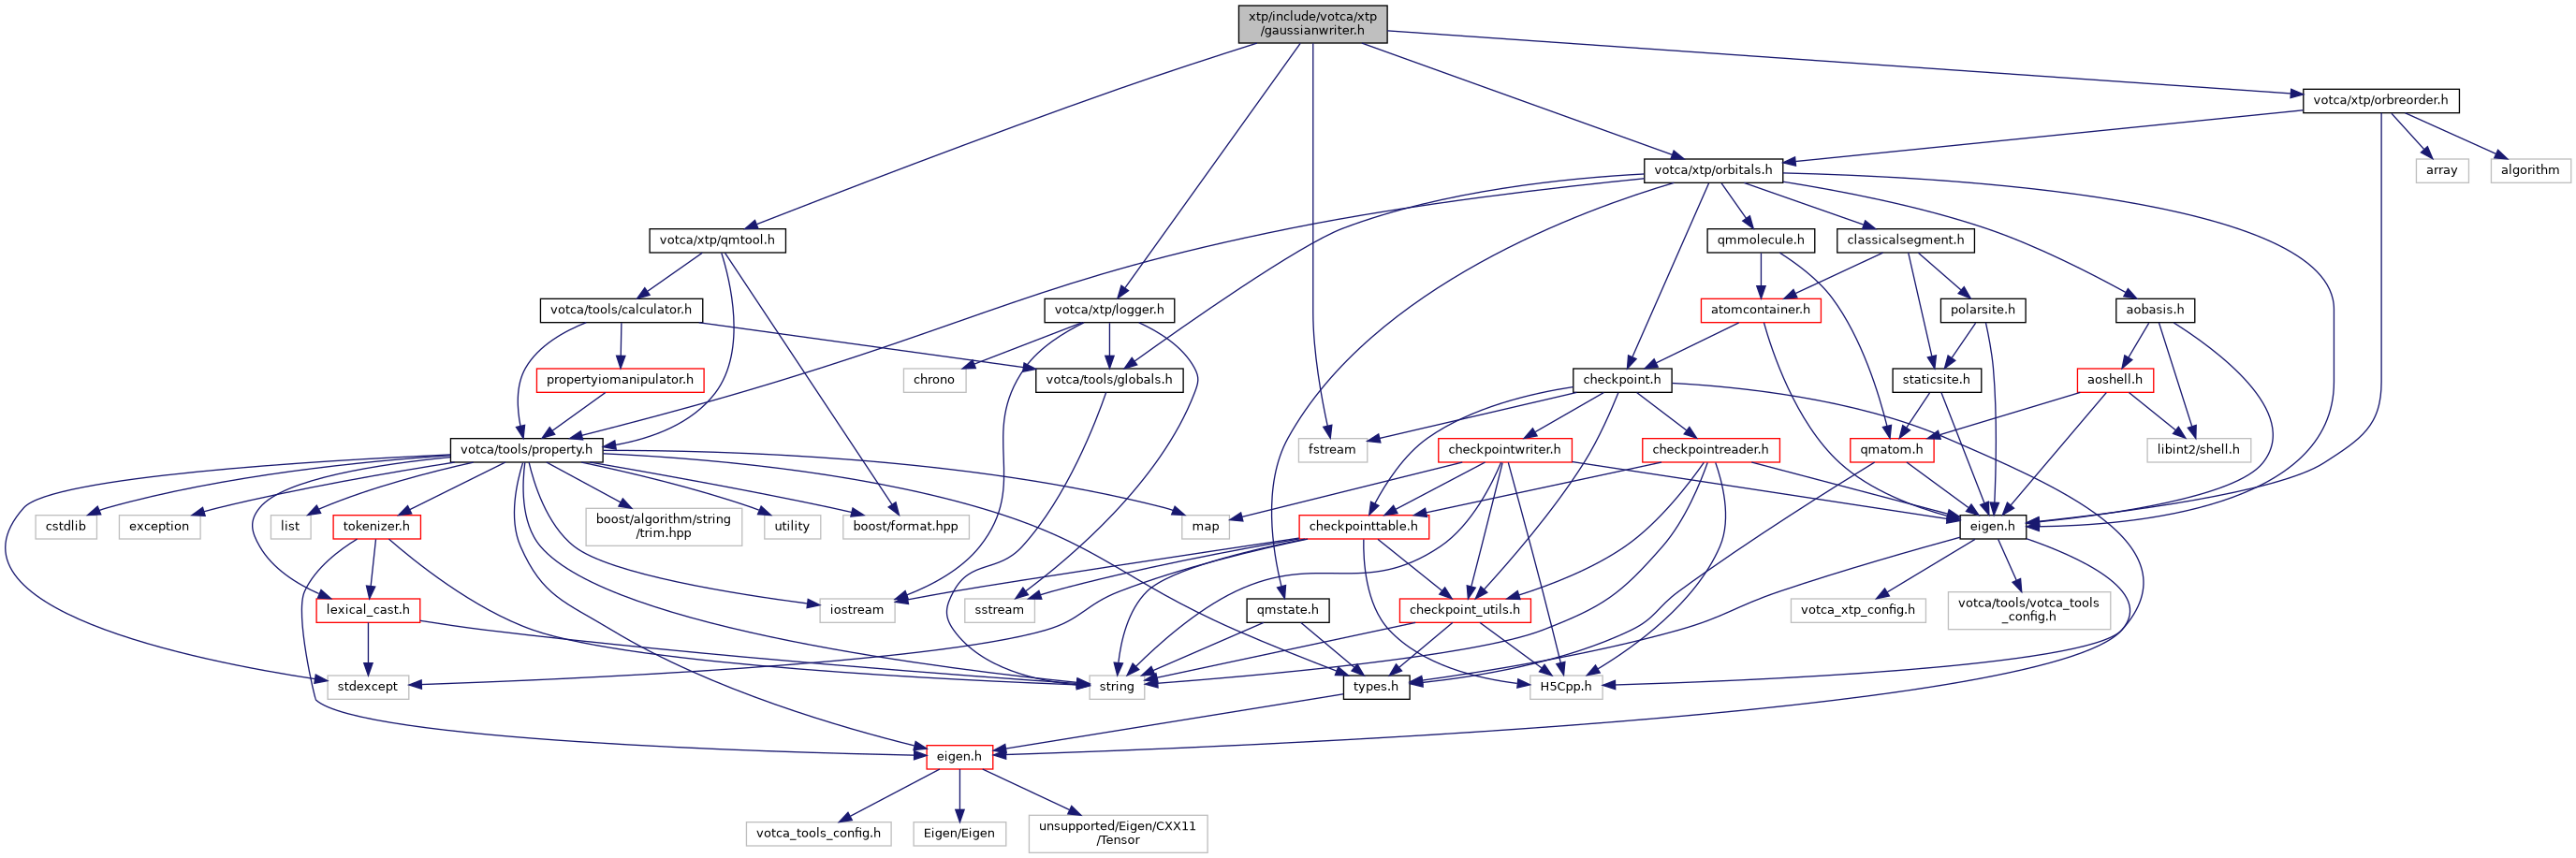 xtp/include/votca/xtp
/gaussianwriter.h
votca/xtp/orbreorder.h
votca/xtp/orbitals.h
array
algorithm
votca/xtp/qmtool.h
qmmolecule.h
classicalsegment.h
votca/tools/calculator.h
votca/xtp/logger.h
atomcontainer.h
polarsite.h
aobasis.h
propertyiomanipulator.h
chrono
votca/tools/globals.h
checkpoint.h
staticsite.h
aoshell.h
votca/tools/property.h
fstream
checkpointwriter.h
checkpointreader.h
qmatom.h
libint2/shell.h
cstdlib
exception
list
tokenizer.h
boost/algorithm/string
/trim.hpp
utility
boost/format.hpp
map
checkpointtable.h
eigen.h
lexical_cast.h
iostream
sstream
qmstate.h
checkpoint_utils.h
votca_xtp_config.h
votca/tools/votca_tools
_config.h
stdexcept
string
types.h
H5Cpp.h
eigen.h
votca_tools_config.h
Eigen/Eigen
unsupported/Eigen/CXX11
/Tensor